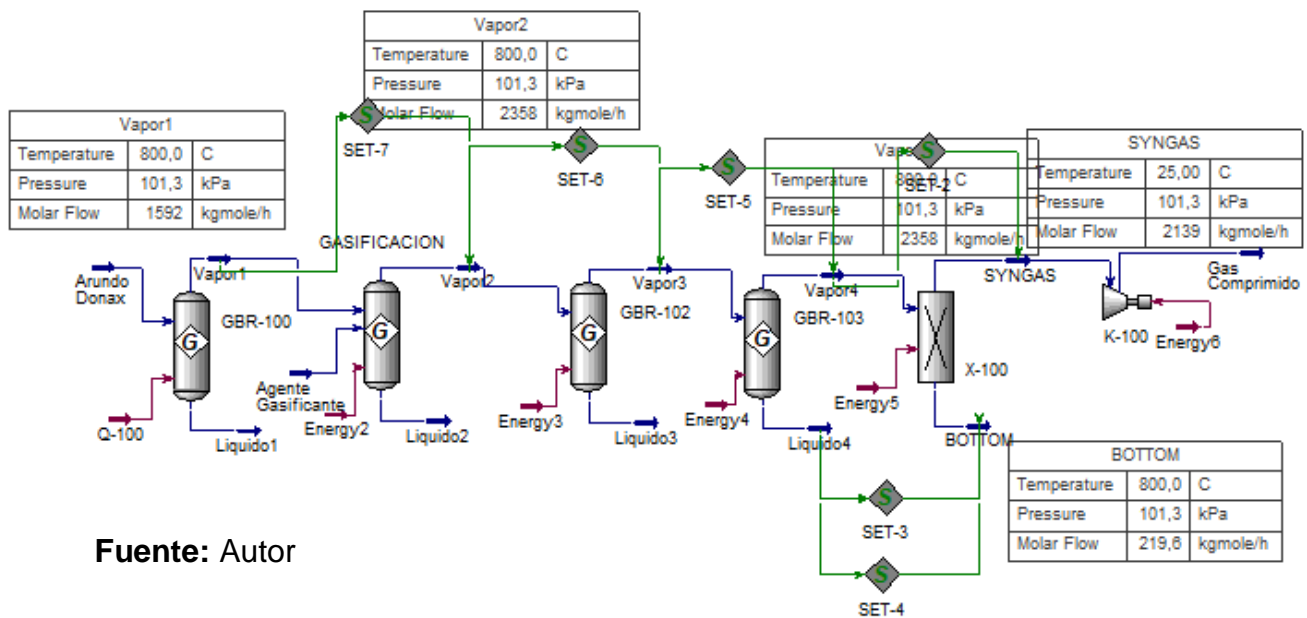 Vapor2
Temperature 800,0 C
Pressure 101,3 kPa
Molar Flow 2358 kgmole/h
Vapor1
Temperature 800,0 C
Pressure 101,3 kPa
Molar Flow 1592 kgmole/h
S
SET-7
S
SET-6
S
SET-5
Temperature C
Pressure 101,3 kPa
Molar Flow 2358 kgmole/h
S
SET-2
SYNGAS
Temperature 25,00 C
Pressure 101,3 kPa
Molar Flow 2139 kgmole/h
GASIFICACION
Arundo
Donax
Vapor1
G
GBR-100
Q-100
Liquido1
Agente
Gasificante
Energy2
G
Vapor2
Liquido2
Energy3
G
Vapor3
GBR-102
Liquido3
Energy4
G
Vapor4
GBR-103
Liquido4
Energy5
X-100
SYNGAS
BOTTOM
Gas
Comprimido
K-100
Energy6
BOTTOM
Temperature 800,0 C
Pressure 101,3 kPa
Molar Flow 219,6 kgmole/h
S
SET-3
S
SET-4
Fuente: Autor